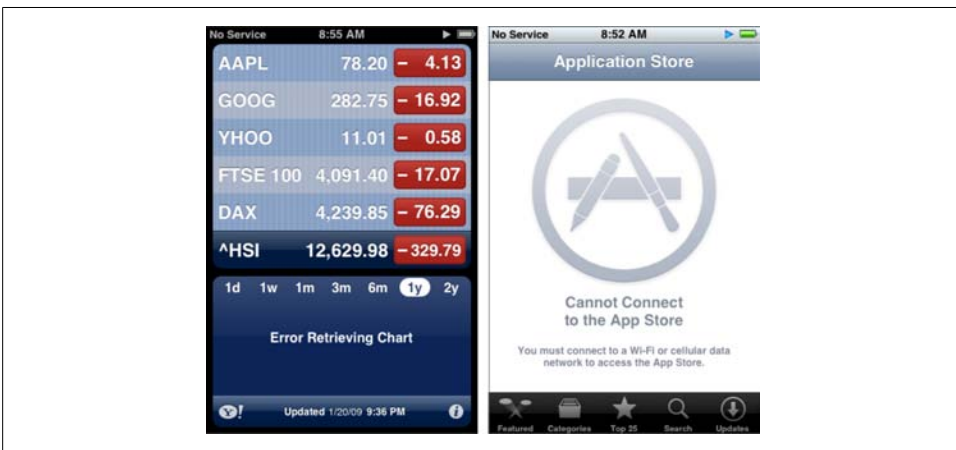 No Service 8:55 AM
AAPL 78.20 – 4.13
GOOG 282.75 – 16.92
YHOO 11.01 – 0.58
FTSE 100 4,091.40 – 17.07
DAX 4,239.85 – 76.29
^HSI 12,629.98 – 329.79
1d 1w 1m 3m 6m 1y 2y
Error Retrieving Chart
Y! Updated 1/20/09 9:36 PM i
No Service 8:52 AM
Application Store
Cannot Connect
to the App Store
You must connect to a Wi-Fi or cellular data
network to access the App Store.
Featured Categories Top 25 Search Updates